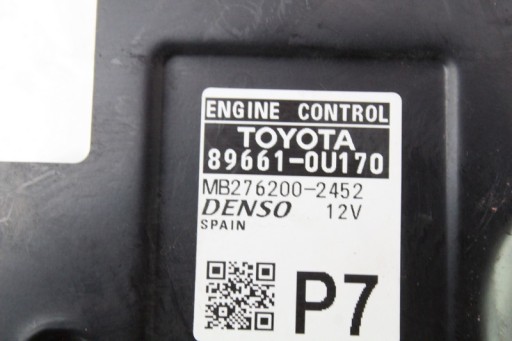 ENGINE CONTROL
TOYOTA
89661-0U170
MB276200-2452
DENSO 12V
SPAIN
P7